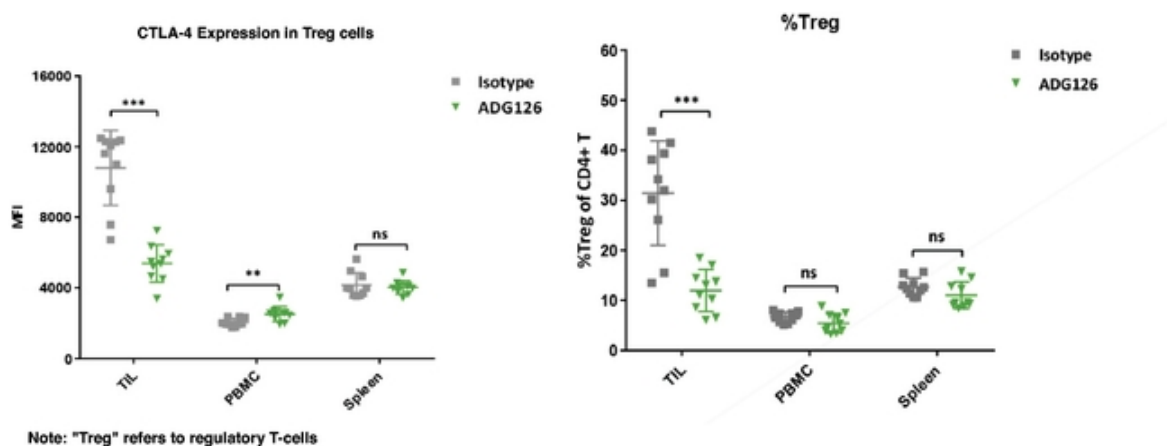 CTLA-4 Expression in Treg cells
MFI
16000
12000
8000
4000
0
***
**
ns
TIL
PBMC
Spleen
Isotype
ADG126
%Treg
%Treg of CD4+ T
60
50
40
30
20
10
0
***
ns
ns
TIL
PBMC
Spleen
Isotype
ADG126
Note: "Treg" refers to regulatory T-cells